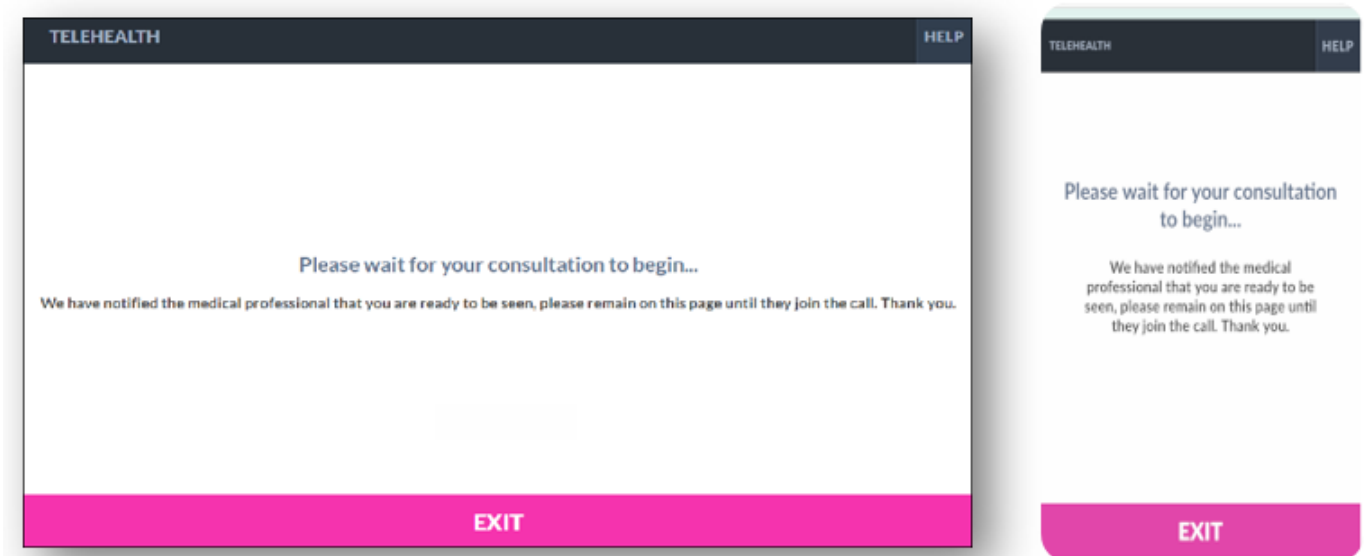 TELEHEALTH HELP
Please wait for your consultation to begin...
We have notified the medical professional that you are ready to be seen, please remain on this page until they join the call. Thank you.
EXIT
TELEHEALTH HELP
Please wait for your consultation
to begin...
We have notified the medical
professional that you are ready to be
seen, please remain on this page until
they join the call. Thank you.
EXIT